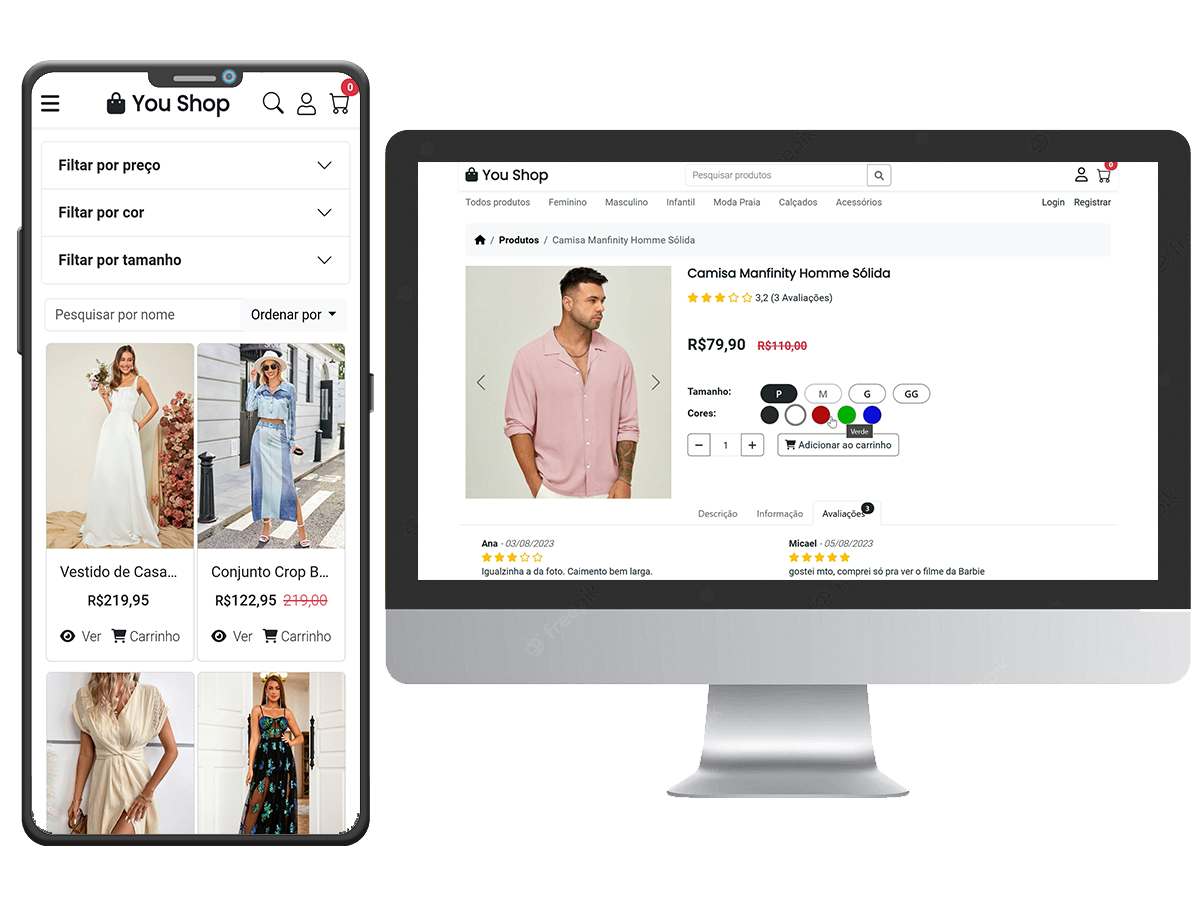 0
You Shop
Filtar por preço
Filtar por cor
Filtar por tamanho
Pesquisar por nome
Ordenar por
Vestido de Casa...
R$219,95
Ver
Carrinho
Conjunto Crop B...
R$122,95 219,00
Ver
Carrinho
You Shop
Pesquisar produtos
0
Todos produtos Feminino Masculino Infantil Moda Praia Calçados Acessórios
Login Registrar
/ Produtos / Camisa Manfinity Homme Sólida
Camisa Manfinity Homme Sólida
3,2 (3 Avaliações)
R$79,90 R$110,00
Tamanho: P M G GG
Cores:
Verde
− 1 + Adicionar ao carrinho
Descrição Informação Avaliações 3
Ana - 03/08/2023
Igualzinha a da foto. Caimento bem larga.
Micael - 05/08/2023
gostei mto, comprei só pra ver o filme da Barbie
freepik